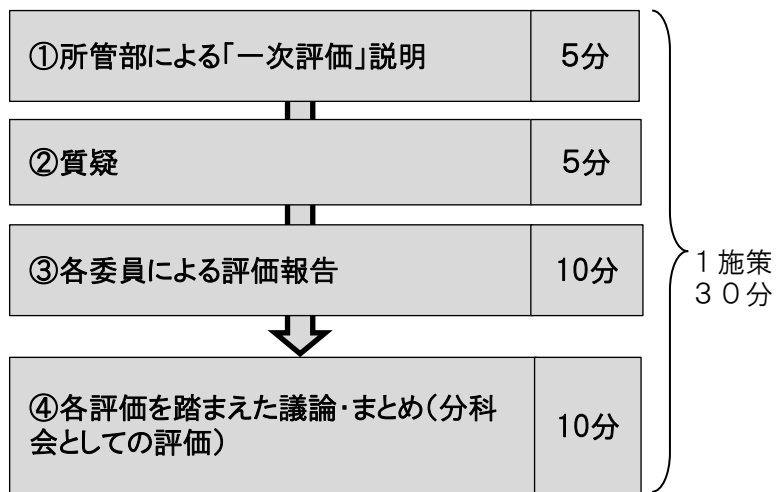 ①所管部による｢一次評価｣説明
5分
②質疑
5分
③各委員による評価報告
10分
④各評価を踏まえた議論･まとめ(分科
会としての評価)
10分
1施策
３０分